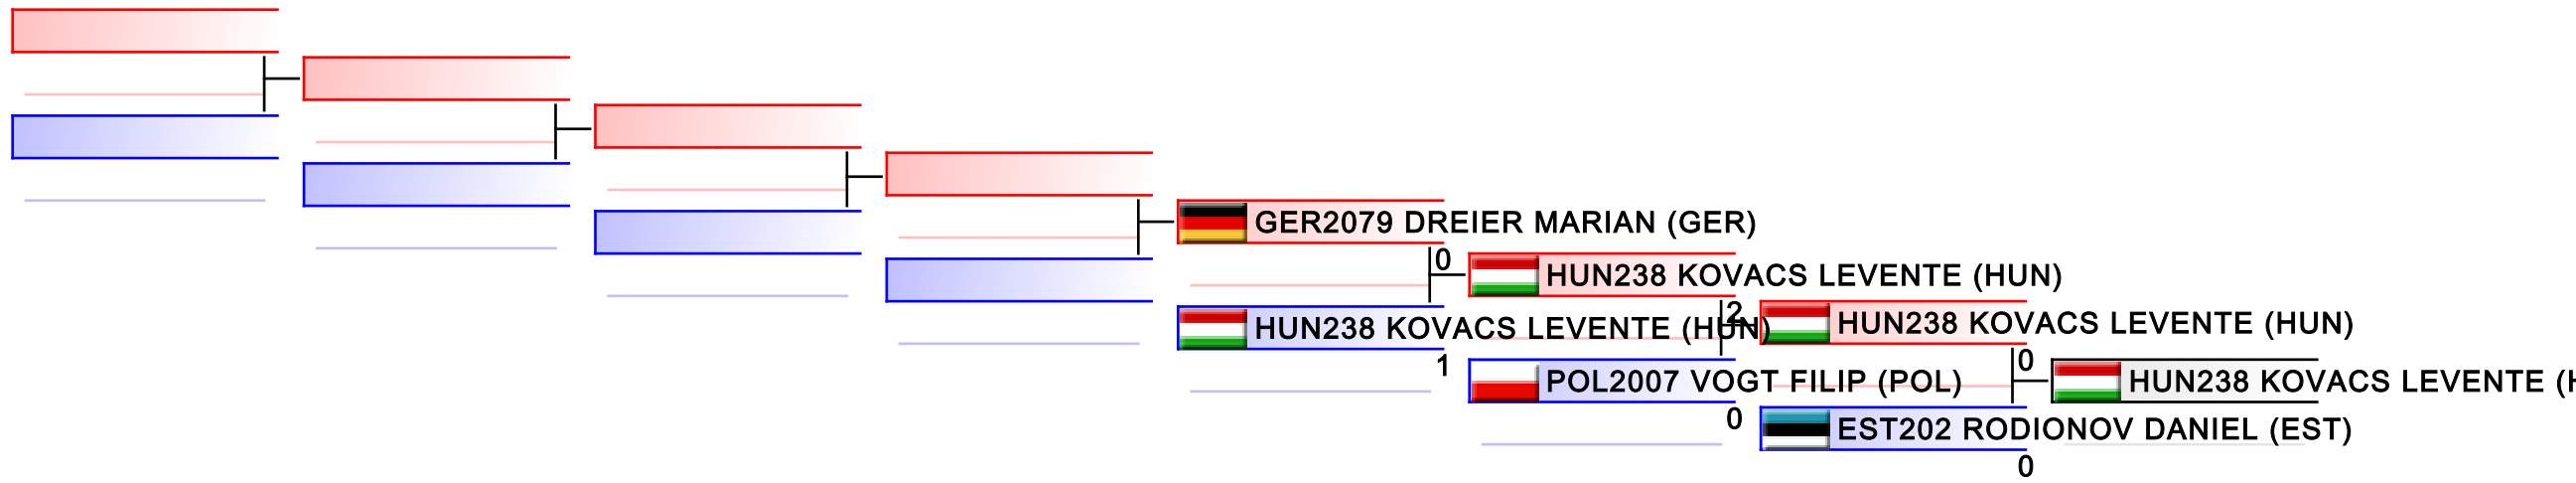 GER2079 DREIER MARIAN (GER)
0
HUN238 KOVACS LEVENTE (HUN)
HUN238 KOVACS LEVENTE (HUN)
1
2
HUN238 KOVACS LEVENTE (HUN)
POL2007 VOGT FILIP (POL)
0
0
HUN238 KOVACS LEVENTE (H
EST202 RODIONOV DANIEL (EST)
0